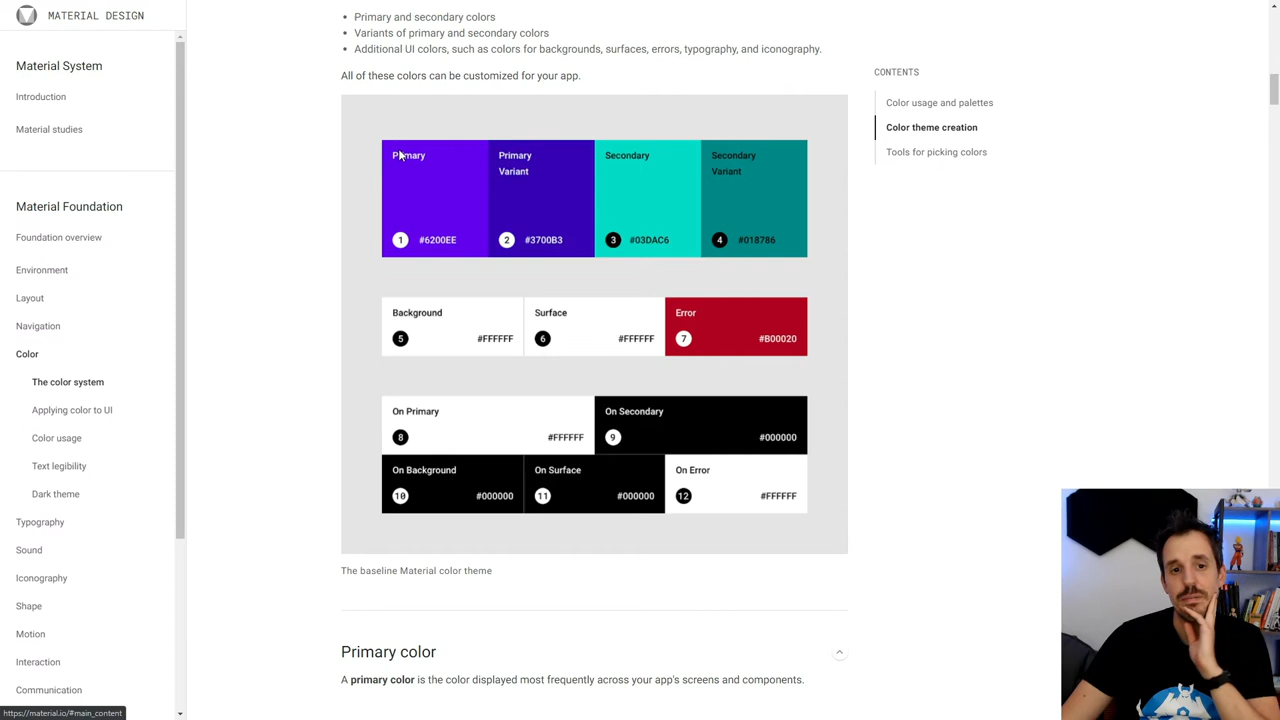 MATERIAL DESIGN
Material System
Introduction
Material studies
Material Foundation
Foundation overview
Environment
Layout
Navigation
Color
The color system
Applying color to UI
Color usage
Text legibility
Dark theme
Typography
Sound
Iconography
Shape
Motion
Interaction
Communication
https://material.io/#main_content
Primary and secondary colors
Variants of primary and secondary colors
Additional UI colors, such as colors for backgrounds, surfaces, errors, typography, and iconography.
All of these colors can be customized for your app.
Primary
1 #6200EE
Primary
Variant
2 #3700B3
Secondary
3 #03DAC6
Secondary
Variant
4 #018786
Background
5 #FFFFFF
Surface
6 #FFFFFF
Error
7 #B00020
On Primary
8 #FFFFFF
On Secondary
9 #000000
On Background
10 #000000
On Surface
11 #000000
On Error
12 #FFFFFF
The baseline Material color theme
Primary color
A primary color is the color displayed most frequently across your app's screens and components.
CONTENTS
Color usage and palettes
Color theme creation
Tools for picking colors